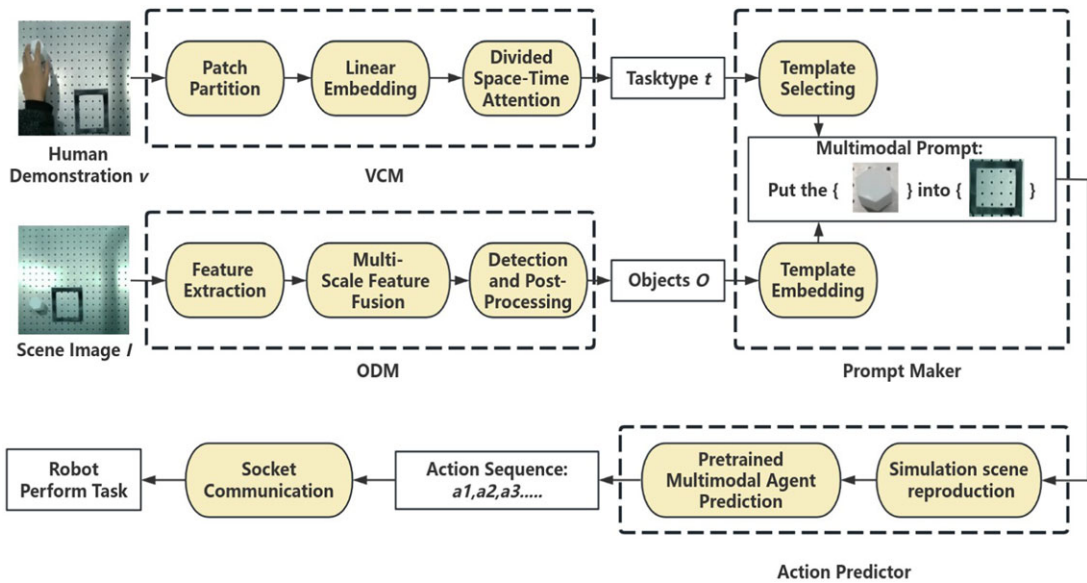 Patch
Partition
Linear
Embedding
Divided
Space-Time
Attention
Tasktype t
Template
Selecting
Human
Demonstration v
VCM
Multimodal Prompt:
Put the { } into { }
Feature
Extraction
Multi-
Scale Feature
Fusion
Detection
and Post-
Processing
Objects O
Template
Embedding
Scene Image I
ODM
Prompt Maker
Robot
Perform Task
Socket
Communication
Action Sequence:
a1,a2,a3.....
Pretrained
Multimodal Agent
Prediction
Simulation scene
reproduction
Action Predictor